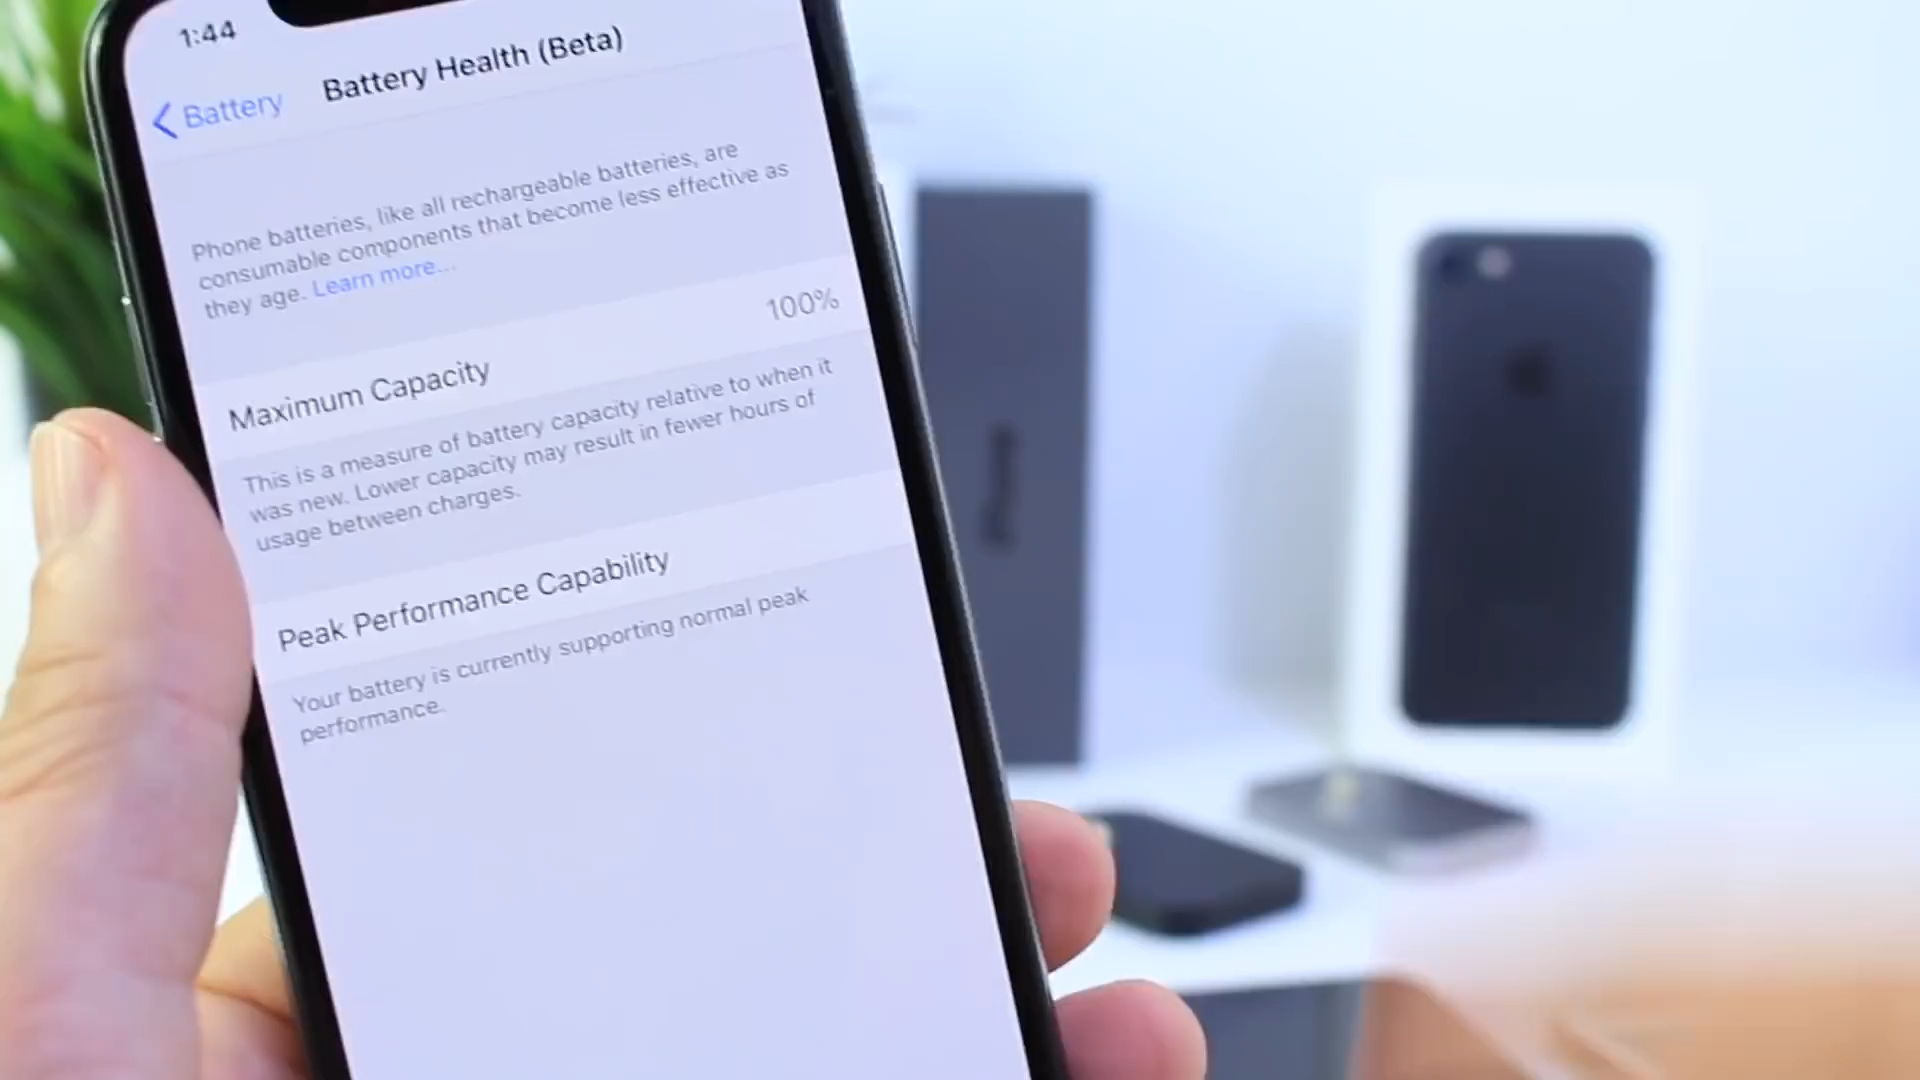 1:44
Battery
Battery Health (Beta)
Phone batteries, like all rechargeable batteries, are
consumable components that become less effective as
they age. Learn more...
Maximum Capacity
100%
This is a measure of battery capacity relative to when it
was new. Lower capacity may result in fewer hours of
usage between charges.
Peak Performance Capability
Your battery is currently supporting normal peak
performance.
iPhone